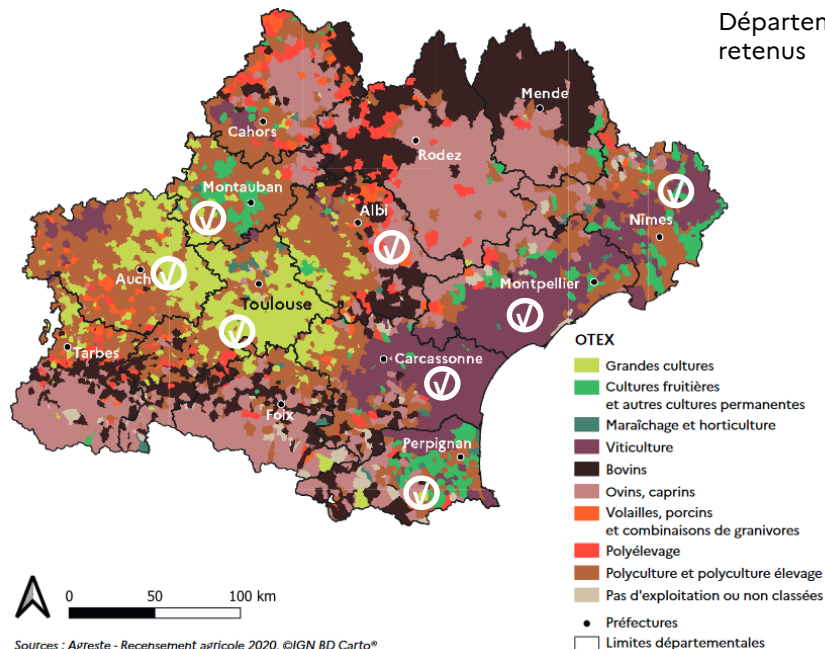 Départem
retenus
Mende
Cahors
Rodez
Montauban
Albi
Nîmes
Auch
Montpellier
Toulouse
Tarbes
Carcassonne
Foix
Perpignan
OTEX
Grandes cultures
Cultures fruitières
et autres cultures permanentes
Maraîchage et horticulture
Viticulture
Bovins
Ovins, caprins
Volailles, porcins
et combinaisons de granivores
Polyélevage
Polyculture et polyculture élevage
Pas d'exploitation ou non classées
Préfectures
Limites départementales
0 50 100 km
Sources : Agreste - Recensement agricole 2020, ©IGN BD Carto®